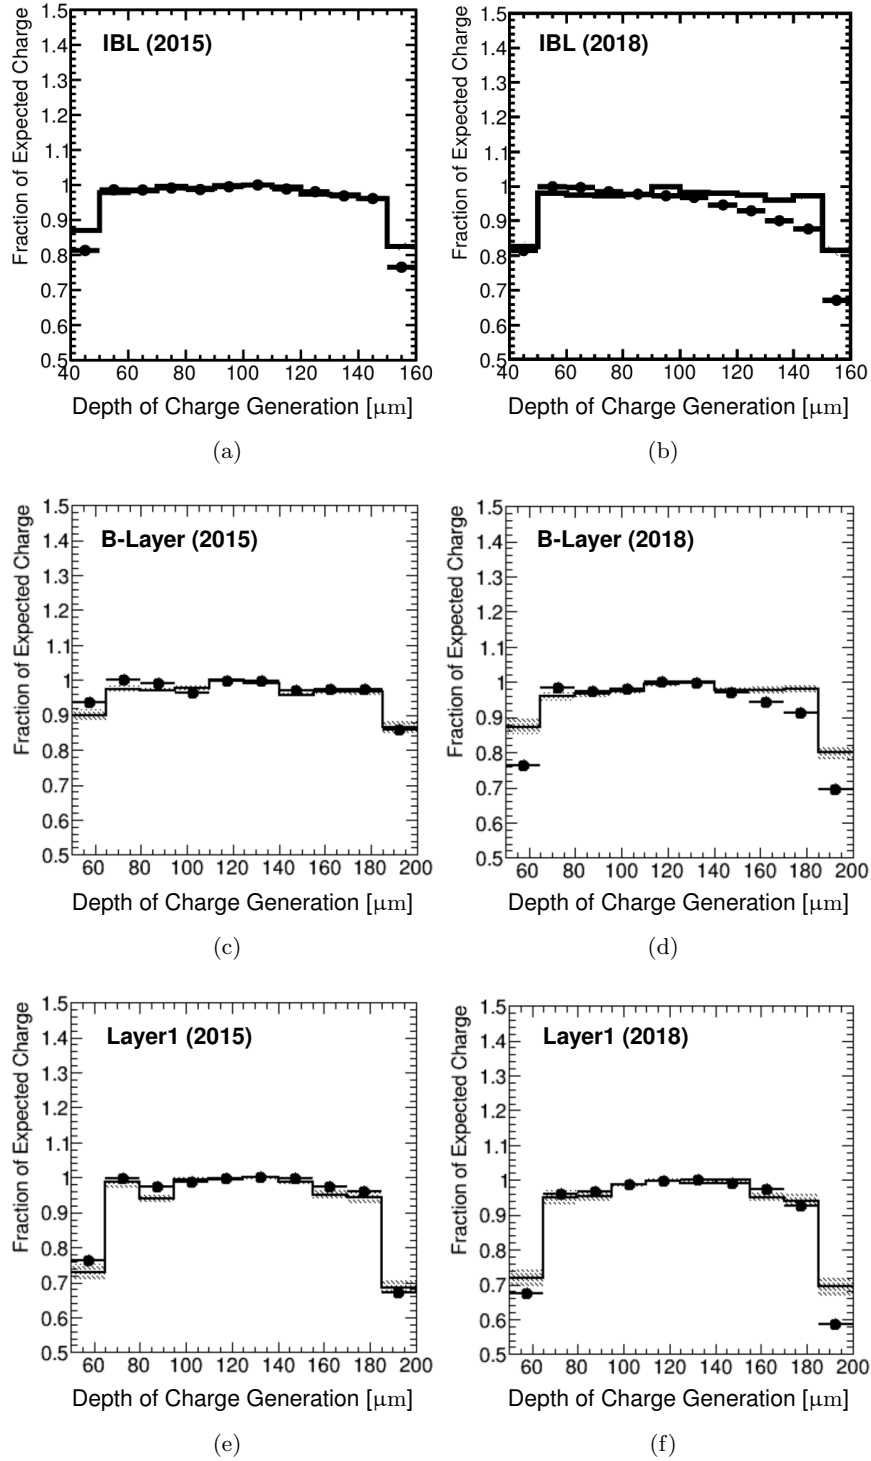 IBL (2015)
Fraction of Expected Charge
1.5
1.4
1.3
1.2
1.1
1
0.9
0.8
0.7
0.6
0.5
40 60 80 100 120 140 160
Depth of Charge Generation [μm]
(a)
IBL (2018)
Fraction of Expected Charge
1.5
1.4
1.3
1.2
1.1
1
0.9
0.8
0.7
0.6
0.5
40 60 80 100 120 140 160
Depth of Charge Generation [μm]
(b)
B-Layer (2015)
Fraction of Expected Charge
1.5
1.4
1.3
1.2
1.1
1
0.9
0.8
0.7
0.6
0.5
60 80 100 120 140 160 180 200
Depth of Charge Generation [μm]
(c)
B-Layer (2018)
Fraction of Expected Charge
1.5
1.4
1.3
1.2
1.1
1
0.9
0.8
0.7
0.6
0.5
60 80 100 120 140 160 180 200
Depth of Charge Generation [μm]
(d)
Layer1 (2015)
Fraction of Expected Charge
1.5
1.4
1.3
1.2
1.1
1
0.9
0.8
0.7
0.6
0.5
60 80 100 120 140 160 180 200
Depth of Charge Generation [μm]
(e)
Layer1 (2018)
Fraction of Expected Charge
1.5
1.4
1.3
1.2
1.1
1
0.9
0.8
0.7
0.6
0.5
60 80 100 120 140 160 180 200
Depth of Charge Generation [μm]
(f)